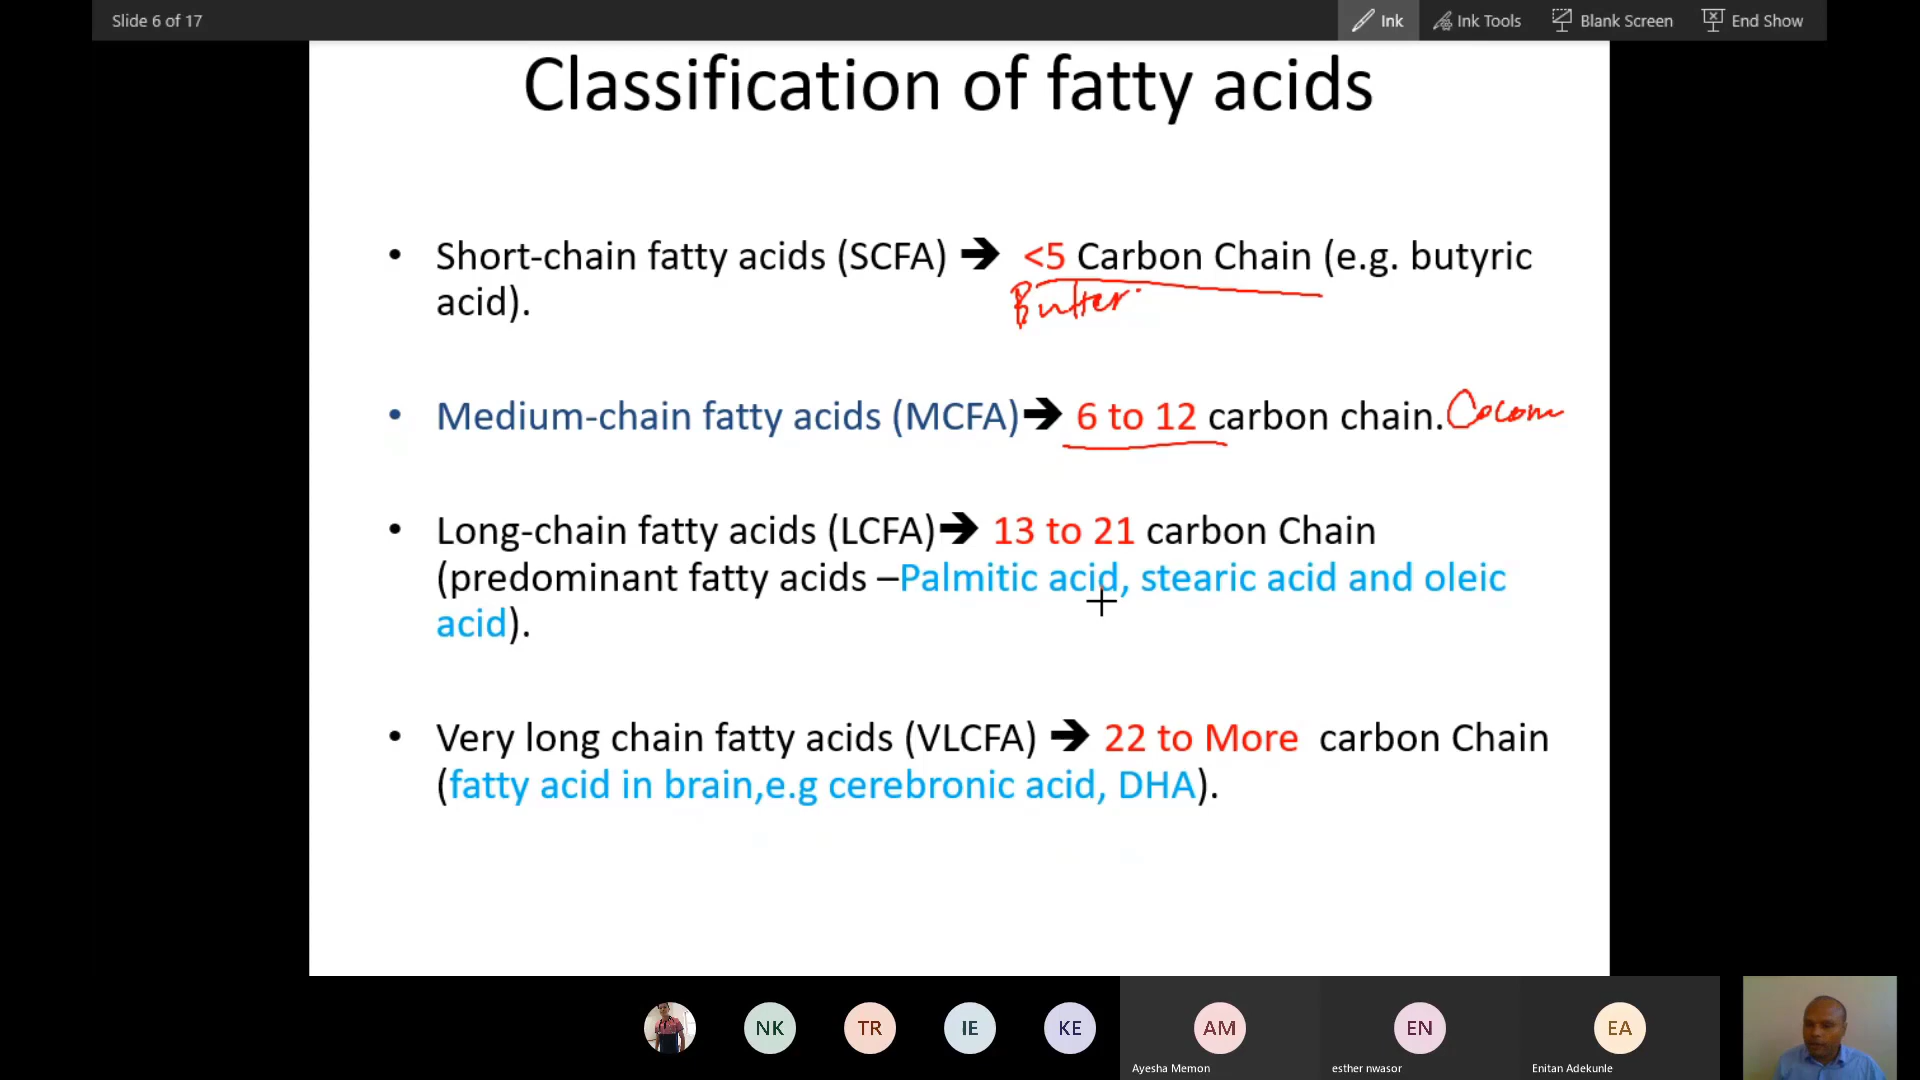 Slide 6 of 17
Ink
Ink Tools
Blank Screen
End Show
Classification of fatty acids
• Short-chain fatty acids (SCFA) ➔ <5 Carbon Chain (e.g. butyric
acid).
Butter
• Medium-chain fatty acids (MCFA)➔ 6 to 12 carbon chain.
• Long-chain fatty acids (LCFA)➔ 13 to 21 carbon Chain
(predominant fatty acids –Palmitic acid, stearic acid and oleic
acid).
• Very long chain fatty acids (VLCFA) ➔ 22 to More carbon Chain
(fatty acid in brain,e.g cerebronic acid, DHA).
NK
TR
IE
KE
AM
EN
EA
Ayesha Memon
esther nwasor
Enitan Adekunle